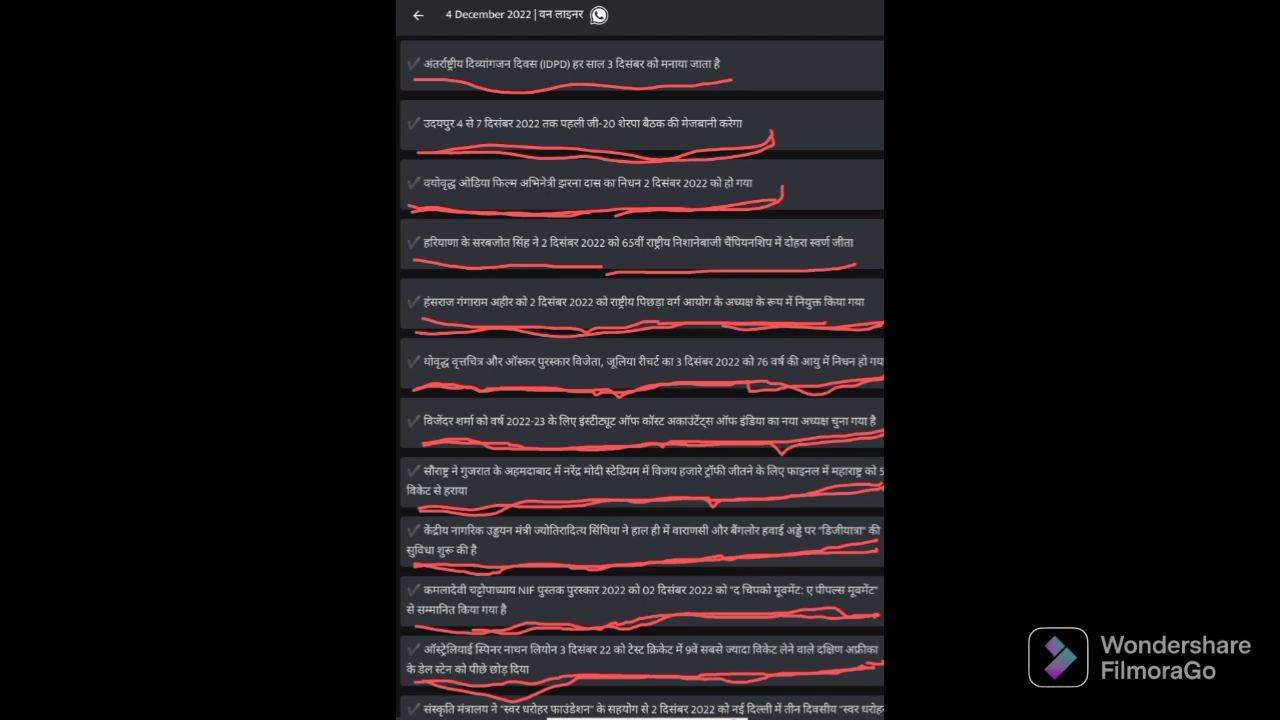 4 December 2022 | वन लाइनर
✔ अंतर्राष्ट्रीय दिव्यांगजन दिवस (IDPD) हर साल 3 दिसंबर को मनाया जाता है
✔ उदयपुर 4 से 7 दिसंबर 2022 तक पहली जी-20 शेरपा बैठक की मेजबानी करेगा
✔ वयोवृद्ध ओडिया फिल्म अभिनेत्री झरना दास का निधन 2 दिसंबर 2022 को हो गया
✔ हरियाणा के सरबजोत सिंह ने 2 दिसंबर 2022 को 65वीं राष्ट्रीय निशानेबाजी चैंपियनशिप में दोहरा स्वर्ण जीता
✔ हंसराज गंगाराम अहीर को 2 दिसंबर 2022 को राष्ट्रीय पिछड़ा वर्ग आयोग के अध्यक्ष के रूप में नियुक्त किया गया
✔ योवृद्ध वृत्तचित्र और ऑस्कर पुरस्कार विजेता, जूलिया रीचर्ट का 3 दिसंबर 2022 को 76 वर्ष की आयु में निधन हो गय
✔ विजेंदर शर्मा को वर्ष 2022-23 के लिए इंस्टीट्यूट ऑफ कॉस्ट अकाउंटेंट्स ऑफ इंडिया का नया अध्यक्ष चुना गया है
✔ सौराष्ट्र ने गुजरात के अहमदाबाद में नरेंद्र मोदी स्टेडियम में विजय हजारे ट्रॉफी जीतने के लिए फाइनल में महाराष्ट्र को 5
विकेट से हराया
✔ केंद्रीय नागरिक उड्डयन मंत्री ज्योतिरादित्य सिंधिया ने हाल ही में वाराणसी और बैंगलोर हवाई अड्डे पर "डिजीयात्रा" की
सुविधा शुरू की है
✔ कमलादेवी चट्टोपाध्याय NIF पुस्तक पुरस्कार 2022 को 02 दिसंबर 2022 को "द चिपको मूवमेंट: ए पीपल्स मूवमेंट"
से सम्मानित किया गया है
✔ ऑस्ट्रेलियाई स्पिनर नाथन लियोन 3 दिसंबर 22 को टेस्ट क्रिकेट में 9वें सबसे ज्यादा विकेट लेने वाले दक्षिण अफ्रीका
के डेल स्टेन को पीछे छोड़ दिया
✔ संस्कृति मंत्रालय ने "स्वर धरोहर फाउंडेशन" के सहयोग से 2 दिसंबर 2022 को नई दिल्ली में तीन दिवसीय "स्वर धरोह
Wondershare
FilmoraGo